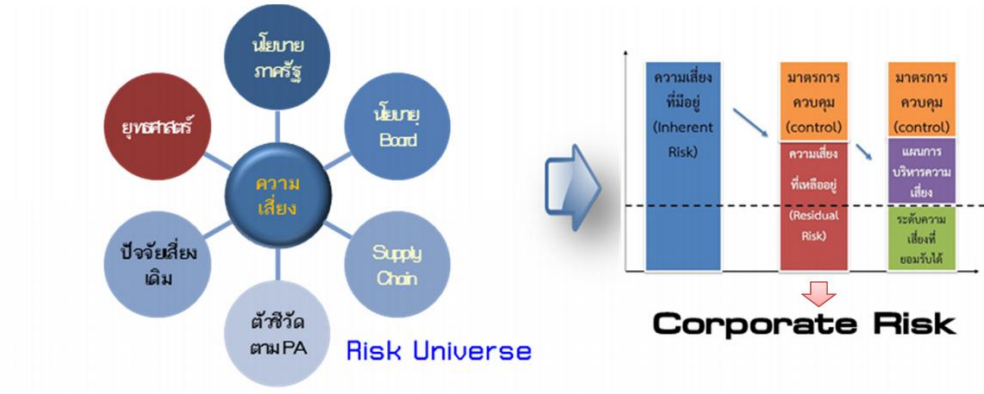 นโยบาย
ภาครัฐ
นโยบาย
Board
Supply
Chain
ตัวชี้วัด
ตาม PA
ปัจจัยเสี่ยง
เดิม
ยุทธศาสตร์
ความ
เสี่ยง
Risk Universe
ความเสี่ยง
ที่มีอยู่
(Inherent
Risk)
มาตรการ
ควบคุม
(control)
ความเสี่ยง
ที่เหลืออยู่
(Residual
Risk)
มาตรการ
ควบคุม
(control)
แผนการ
บริหารความ
เสี่ยง
ระดับความ
เสี่ยงที่
ยอมรับได้
Corporate Risk